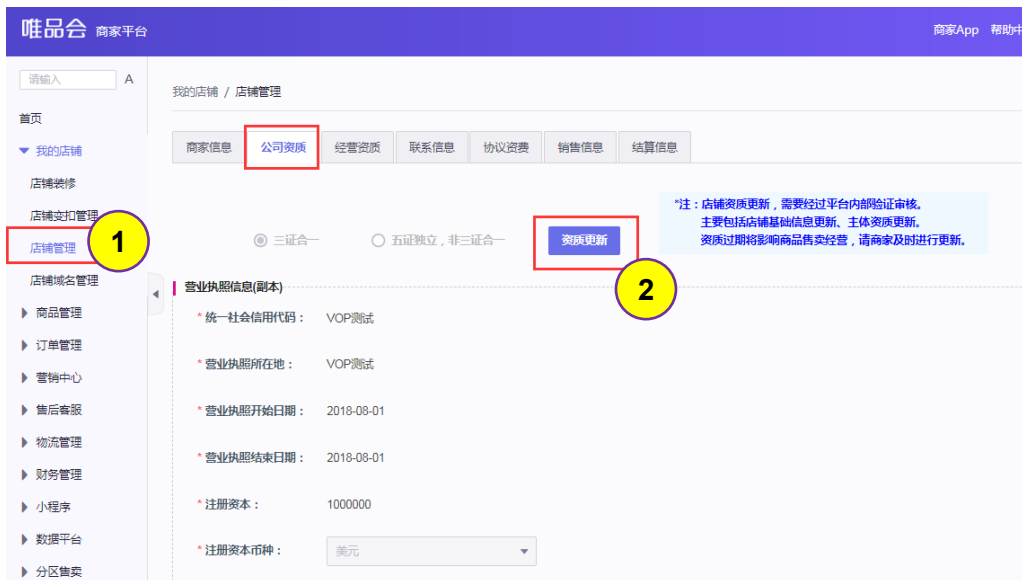 唯品会 商家平台
商家App 帮助中
请输入 A
首页
我的店铺
店铺装修
店铺变扣管理
店铺管理
店铺域名管理
商品管理
订单管理
营销中心
售后客服
物流管理
财务管理
小程序
数据平台
分区售卖
1
我的店铺 / 店铺管理
商家信息 公司资质 经营资质 联系信息 协议资费 销售信息 结算信息
*注：店铺资质更新，需要经过平台内部验证审核。
主要包括店铺基础信息更新、主体资质更新。
资质过期将影响商品售卖经营，请商家及时进行更新。
三证合一 五证独立，非三证合一 资质更新
2
营业执照信息(副本)
*统一社会信用代码： VOP测试
*营业执照所在地： VOP测试
*营业执照开始日期： 2018-08-01
*营业执照结束日期： 2018-08-01
*注册资本： 1000000
*注册资本币种： 美元